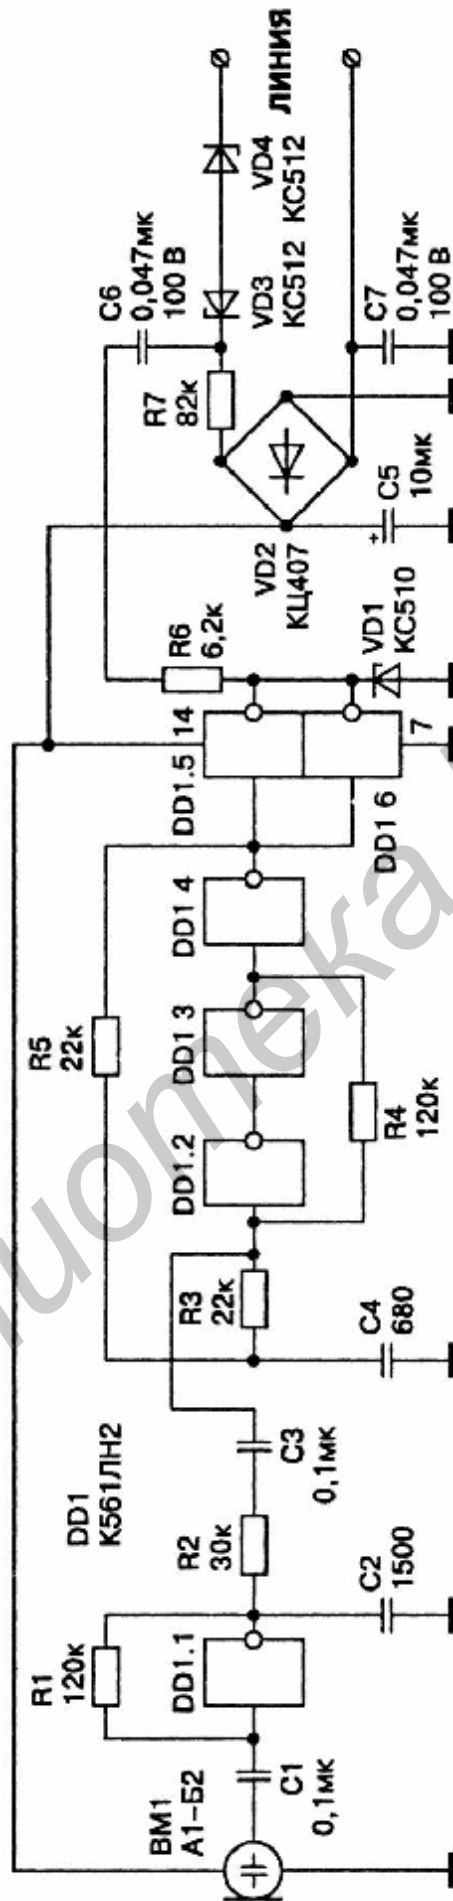 BM1
А1–Б2
C1
0,1мк
R1
120к
DD1.1
DD1
К561ЛН2
R2
30к
C2
1500
C3
0,1мк
R3
22к
C4
680
R5
22к
DD1.2
DD1 3
DD1 4
R4
120к
DD1.5
14
DD1 6
7
R6
6,2к
VD1
КС510
VD2
КЦ407
C5
+
10мк
R7
82к
C6
0,047мк
100 В
VD3
КС512
VD4
КС512
ЛИНИЯ
C7
0,047мк
100 В